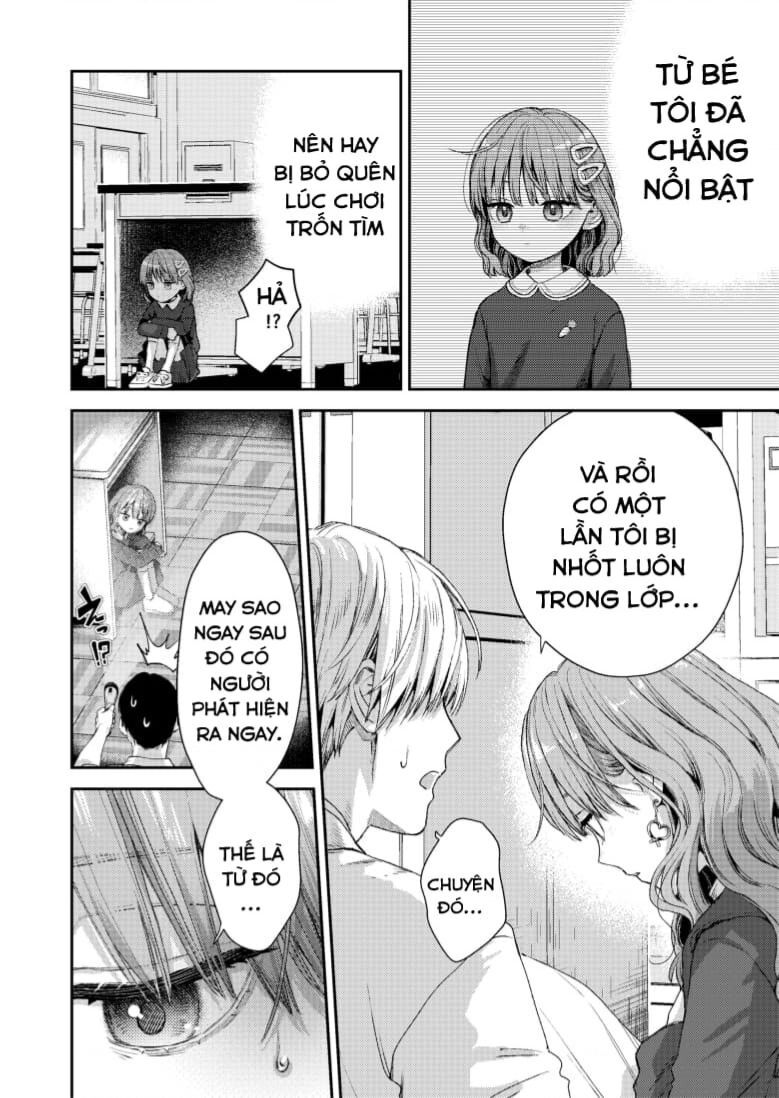 TỪ BÉ
TÔI ĐÃ
CHẲNG
NỔI BẬT
NÊN HAY
BỊ BỎ QUÊN
LÚC CHƠI
TRỐN TÌM
HẢ
!?
VÀ RỒI
CÓ MỘT
LẦN TÔI BỊ
NHỐT LUÔN
TRONG LỚP...
CHUYỆN
ĐÓ...
MAY SAO
NGAY SAU
ĐÓ CÓ
NGƯỜI
PHÁT HIỆN
RA NGAY.
えっ!?
THẾ LÀ
TỪ ĐÓ
...